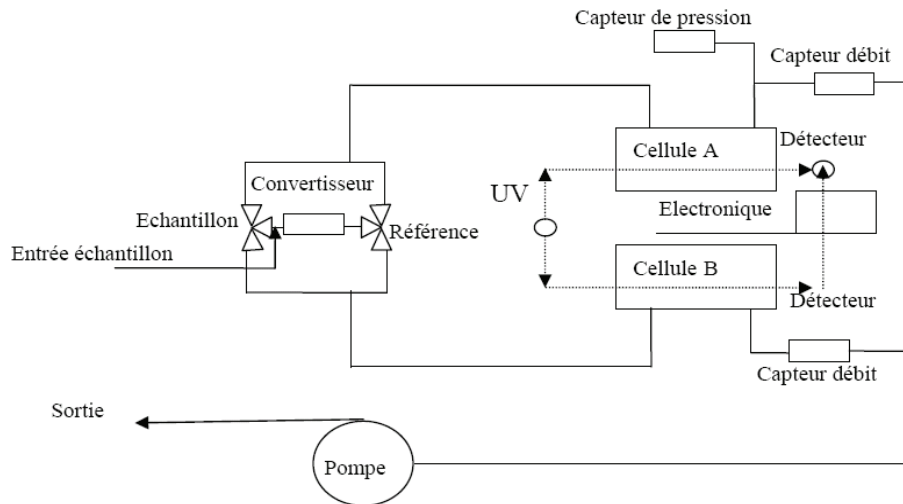 Capteur de pression
Capteur débit
Détecteur
Cellule A
Convertisseur
UV
Echantillon
Electronique
Référence
Entrée échantillon
Cellule B
Détecteur
Capteur débit
Sortie
Pompe